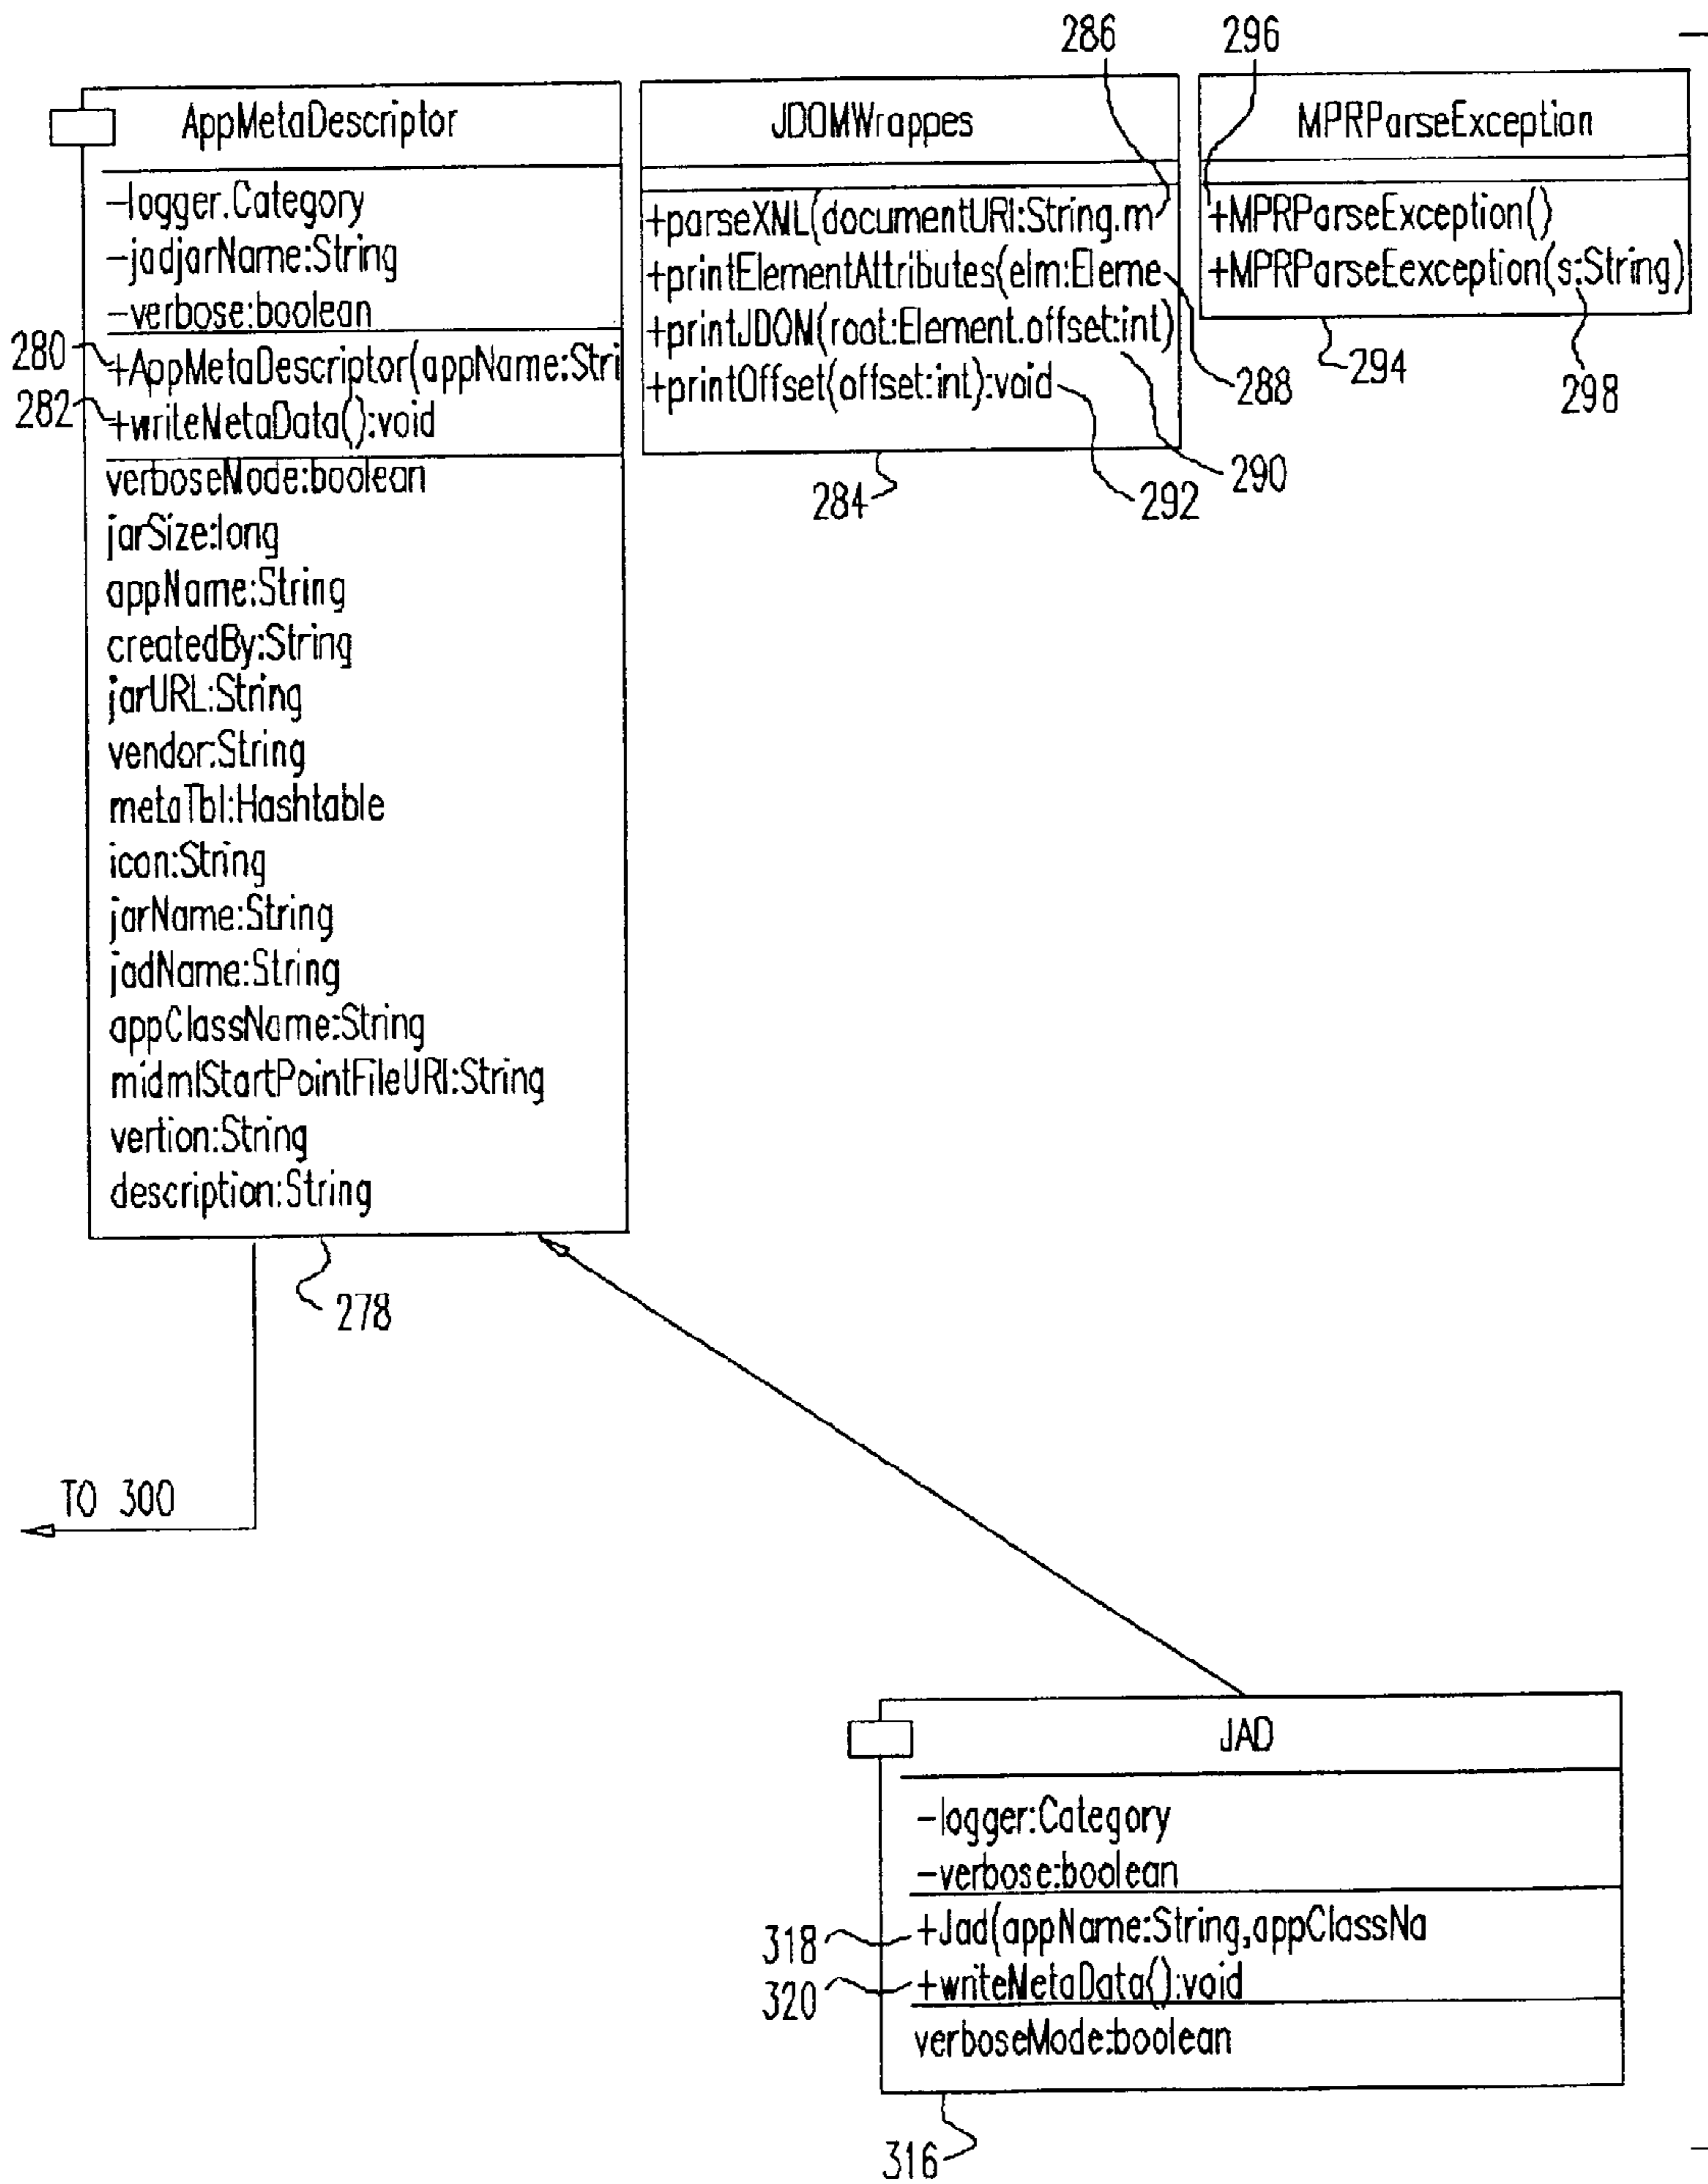 286
296
AppMetaDescriptor
-logger.Category
-jadjarName:String
-verbose:boolean
280
+AppMetaDescriptor(appName:Stri
282
+writeMetaData():void
verboseMode:boolean
jarSize:long
appName:String
createdBy:String
jarURL:String
vendor:String
metaTbl:Hashtable
icon:String
jarName:String
jadName:String
appClassName:String
midmlStartPointFileURI:String
vertion:String
description:String
278
TO 300
JDOMWrappes
+parseXML(documentURI:String.m
+printElementAttributes(elm:Eleme
+printJDOM(root:Element.offset:int)
+printOffset(offset:int):void
288
290
292
284
MPRParseException
+MPRParseException()
+MPRParseEexception(s:String)
294
298
JAD
-logger:Category
-verbose:boolean
318
+Jad(appName:String,appClassNa
320
+writeMetaData():void
verboseMode:boolean
316